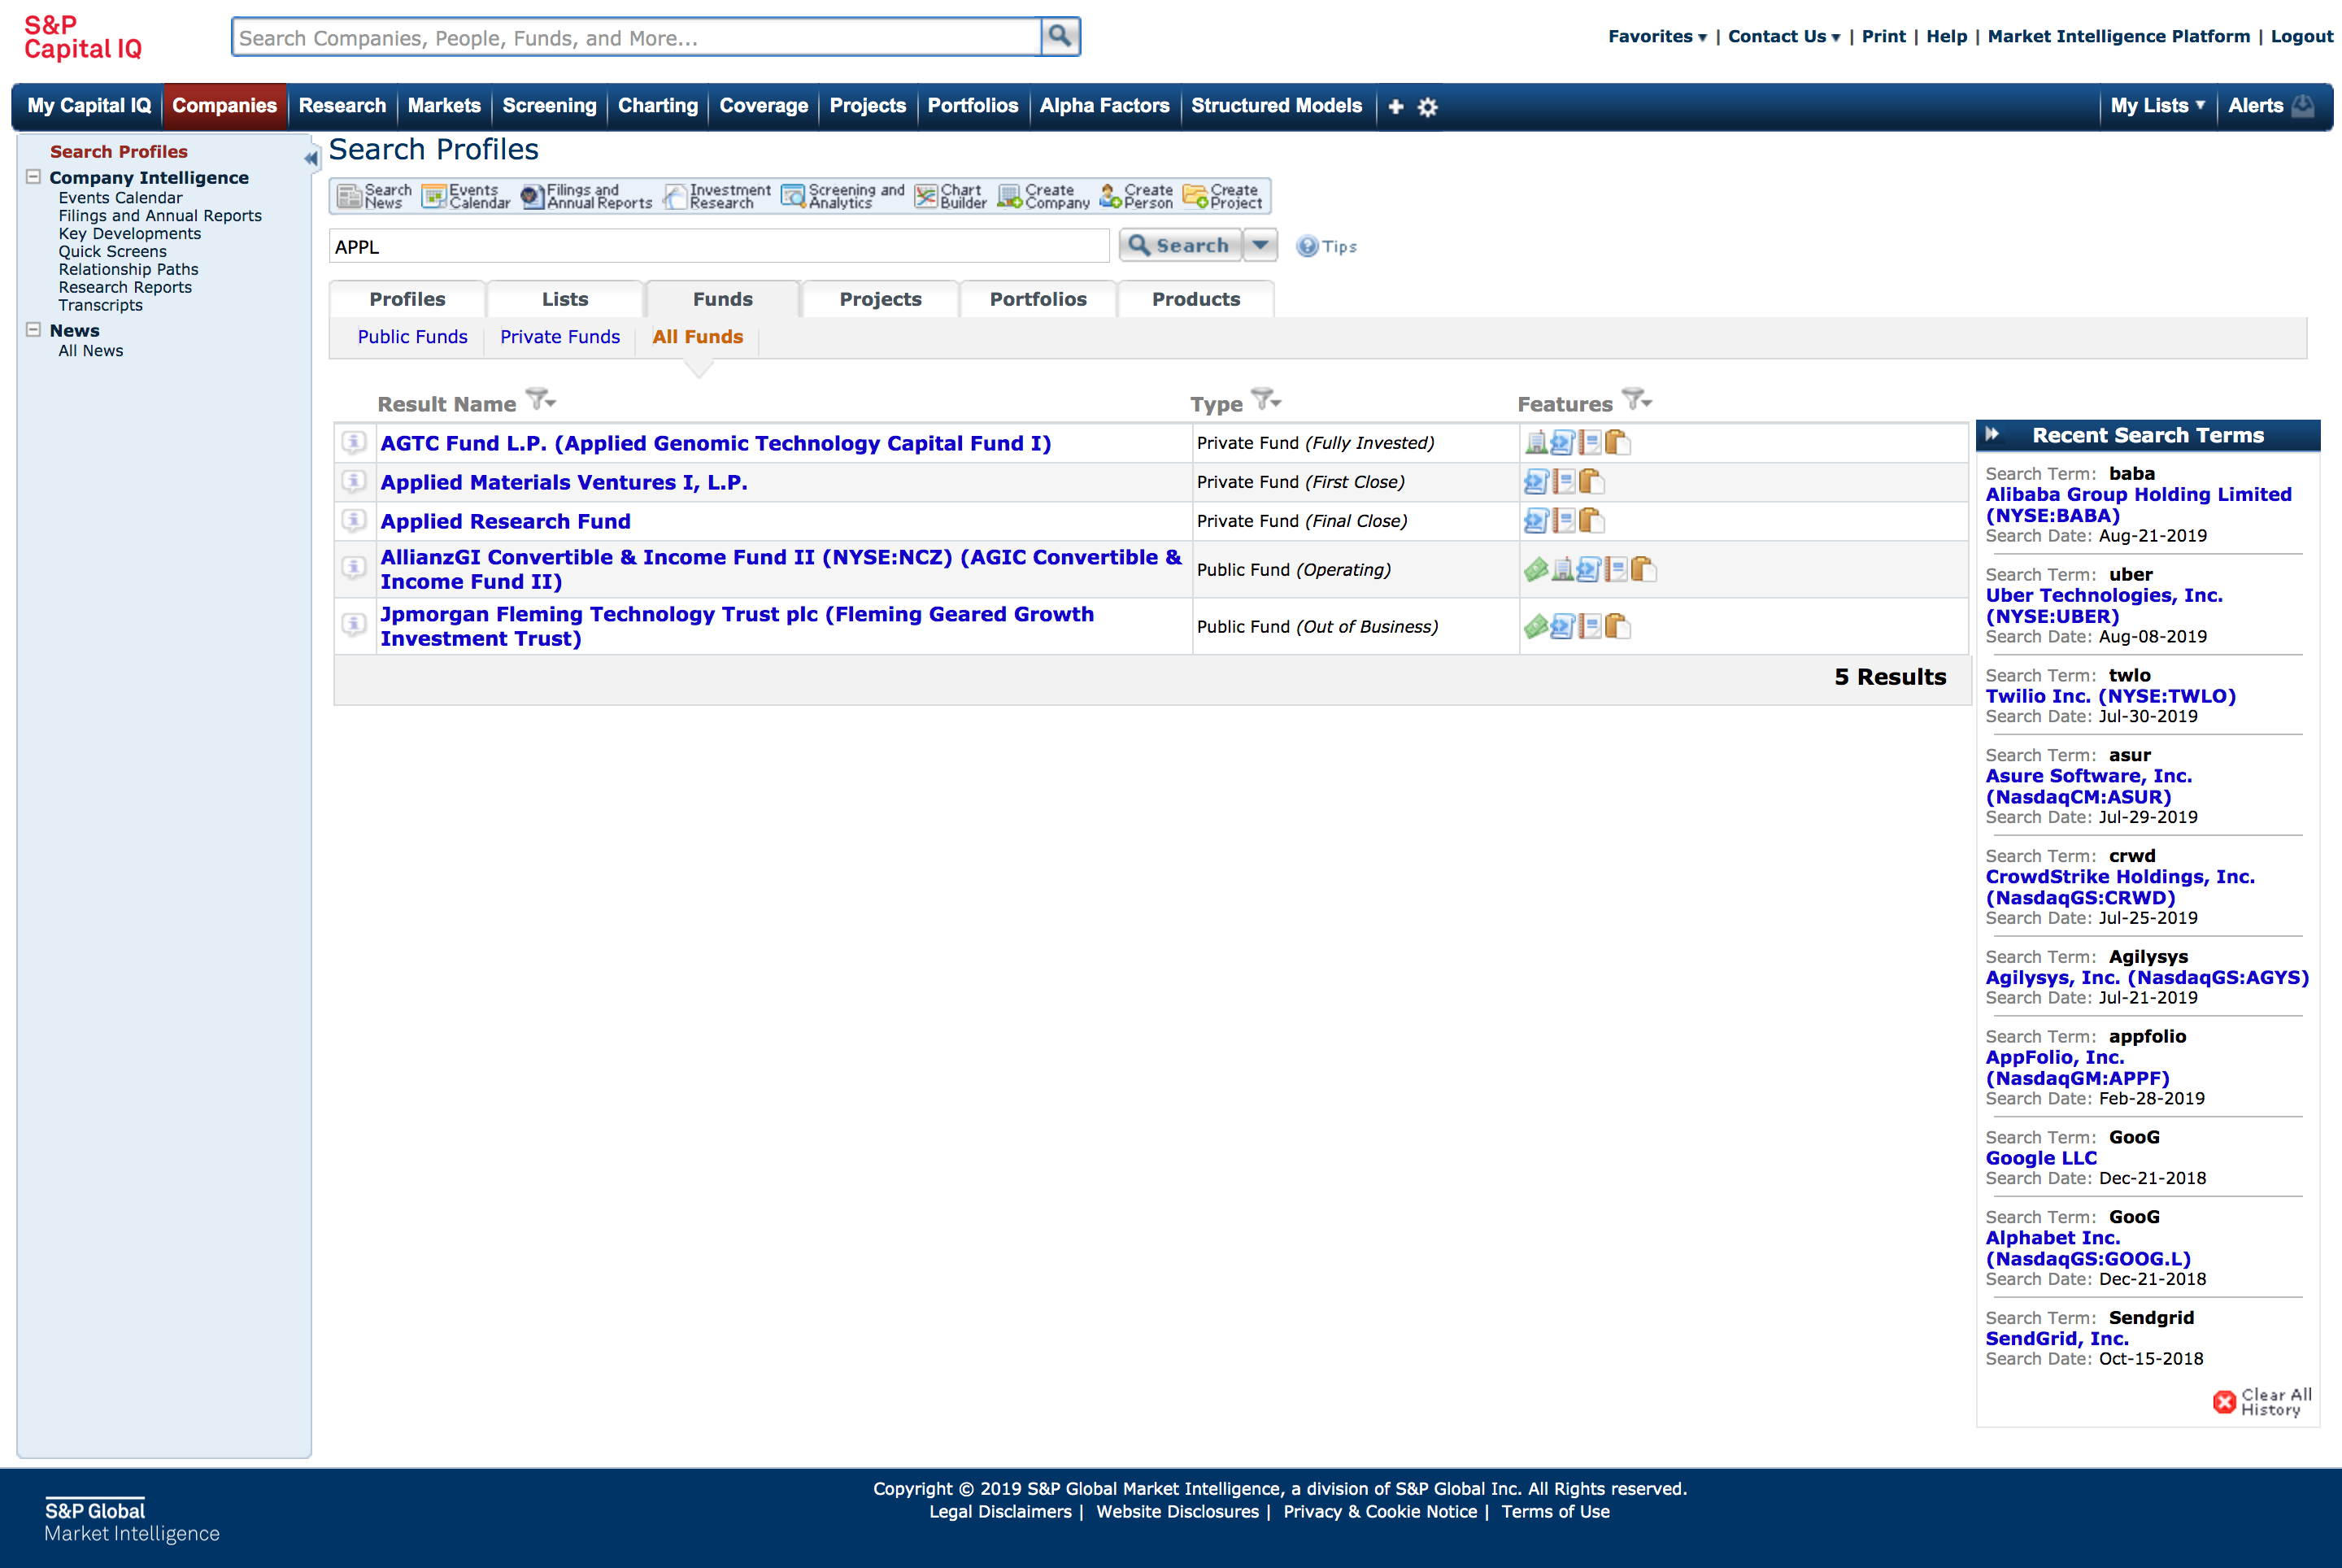 S&P
Capital IQ
Search Companies, People, Funds, and More...
Favorites | Contact Us | Print | Help | Market Intelligence Platform | Logout
My Capital IQ Companies Research Markets Screening Charting Coverage Projects Portfolios Alpha Factors Structured Models My Lists Alerts
Search Profiles
Company Intelligence
Events Calendar
Filings and Annual Reports
Key Developments
Quick Screens
Relationship Paths
Research Reports
Transcripts
News
All News
Search Profiles
Search News Events Calendar Filings and Annual Reports Investment Research Screening and Analytics Chart Builder Create Company Create Person Create Project
APPL Search Tips
Profiles Lists Funds Projects Portfolios Products
Public Funds Private Funds All Funds
Result Name Type Features
AGTC Fund L.P. (Applied Genomic Technology Capital Fund I) Private Fund (Fully Invested)
Applied Materials Ventures I, L.P. Private Fund (First Close)
Applied Research Fund Private Fund (Final Close)
AllianzGI Convertible & Income Fund II (NYSE:NCZ) (AGIC Convertible &
Income Fund II) Public Fund (Operating)
Jpmorgan Fleming Technology Trust plc (Fleming Geared Growth
Investment Trust) Public Fund (Out of Business)
5 Results
Recent Search Terms
Search Term: baba
Alibaba Group Holding Limited
(NYSE:BABA)
Search Date: Aug-21-2019
Search Term: uber
Uber Technologies, Inc.
(NYSE:UBER)
Search Date: Aug-08-2019
Search Term: twlo
Twilio Inc. (NYSE:TWLO)
Search Date: Jul-30-2019
Search Term: asur
Asure Software, Inc.
(NasdaqCM:ASUR)
Search Date: Jul-29-2019
Search Term: crwd
CrowdStrike Holdings, Inc.
(NasdaqGS:CRWD)
Search Date: Jul-25-2019
Search Term: Agilysys
Agilysys, Inc. (NasdaqGS:AGYS)
Search Date: Jul-21-2019
Search Term: appfolio
AppFolio, Inc.
(NasdaqGM:APPF)
Search Date: Feb-28-2019
Search Term: GooG
Google LLC
Search Date: Dec-21-2018
Search Term: GooG
Alphabet Inc.
(NasdaqGS:GOOG.L)
Search Date: Dec-21-2018
Search Term: Sendgrid
SendGrid, Inc.
Search Date: Oct-15-2018
Clear All
History
S&P Global
Market Intelligence
Copyright © 2019 S&P Global Market Intelligence, a division of S&P Global Inc. All Rights reserved.
Legal Disclaimers | Website Disclosures | Privacy & Cookie Notice | Terms of Use